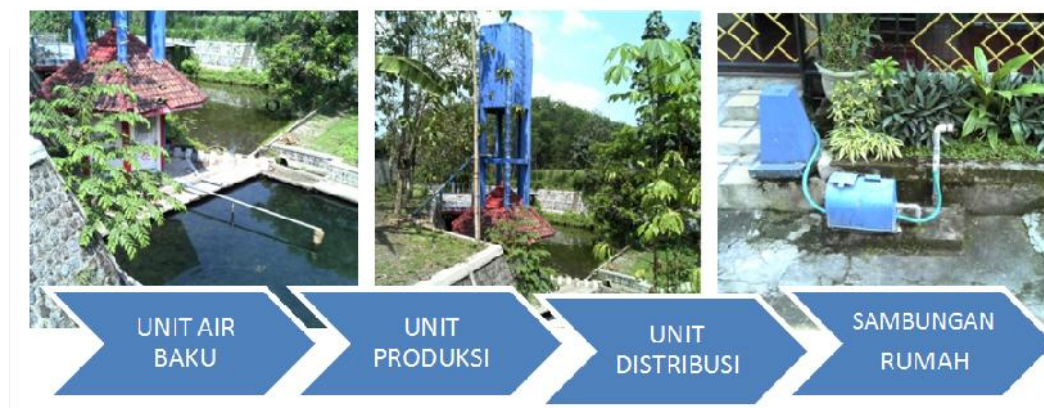 UNIT AIR
BAKU
UNIT
PRODUKSI
UNIT
DISTRIBUSI
SAMBUNGAN
RUMAH